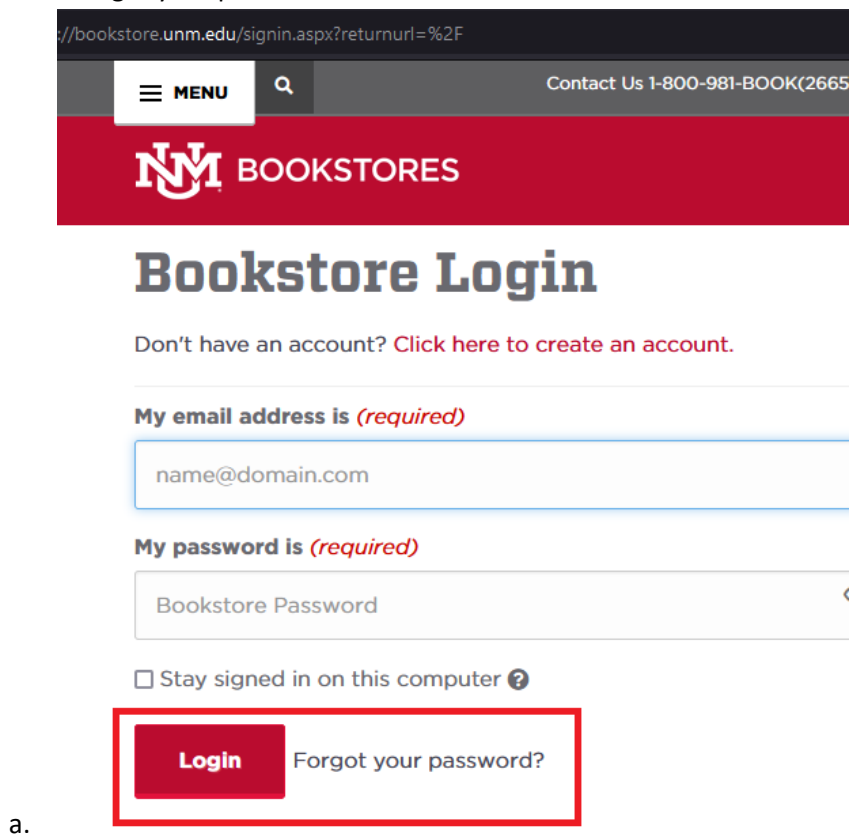 ://bookstore.unm.edu/signin.aspx?returnurl=%2F
MENU
Contact Us 1-800-981-BOOK(2665
UNM BOOKSTORES
Bookstore Login
Don't have an account? Click here to create an account.
My email address is (required)
name@domain.com
My password is (required)
Bookstore Password
Stay signed in on this computer
Login Forgot your password?
a.